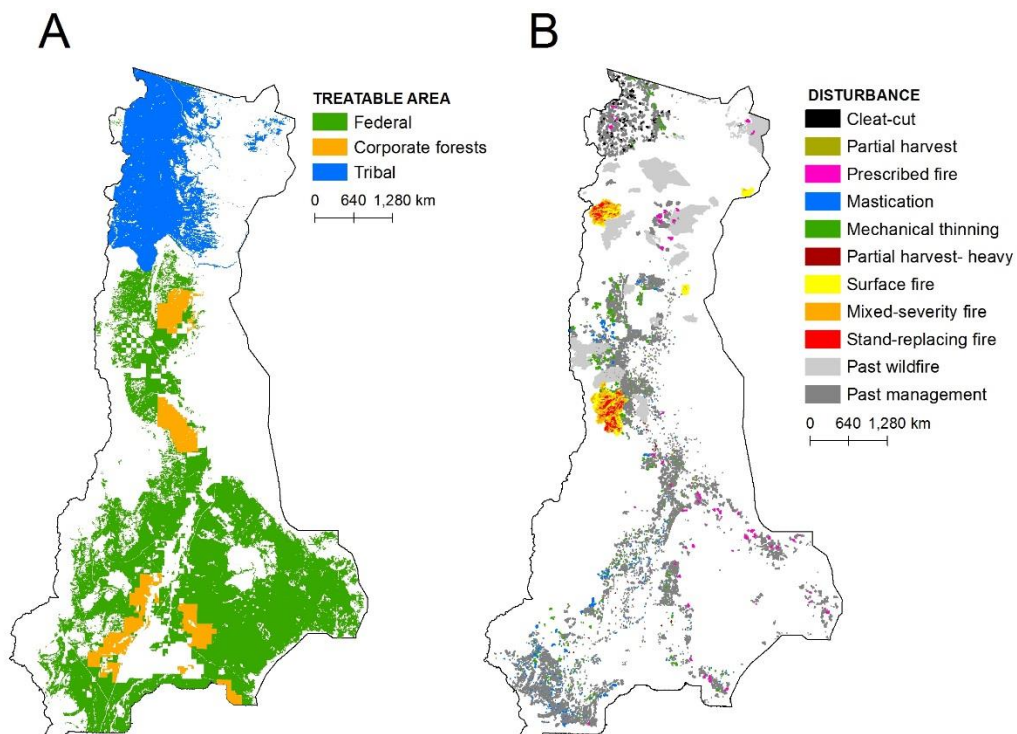 A
TREATABLE AREA
Federal
Corporate forests
Tribal
0 640 1,280 km
B
DISTURBANCE
Cleat-cut
Partial harvest
Prescribed fire
Mastication
Mechanical thinning
Partial harvest- heavy
Surface fire
Mixed-severity fire
Stand-replacing fire
Past wildfire
Past management
0 640 1,280 km